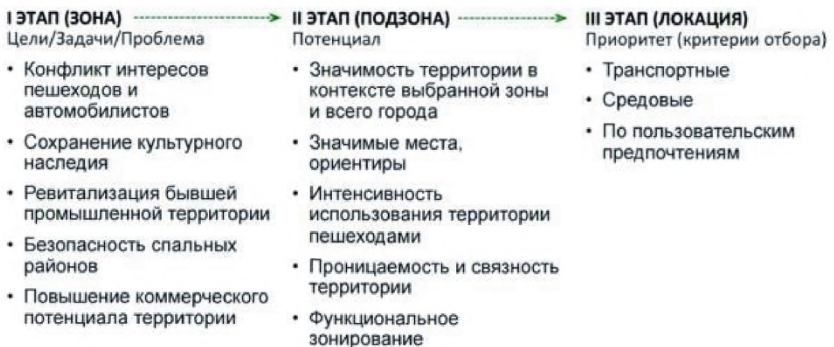 I ЭТАП (ЗОНА)
Цели/Задачи/Проблема
• Конфликт интересов
пешеходов и
автомобилистов
• Сохранение культурного
наследия
• Ревитализация бывшей
промышленной территории
• Безопасность спальных
районов
• Повышение коммерческого
потенциала территории
II ЭТАП (ПОДЗОНА)
Потенциал
• Значимость территории в
контексте выбранной зоны
и всего города
• Значимые места,
ориентиры
• Интенсивность
использования территории
пешеходами
• Проницаемость и связность
территории
• Функциональное
зонирование
III ЭТАП (ЛОКАЦИЯ)
Приоритет (критерии отбора)
• Транспортные
• Средовые
• По пользовательским
предпочтениям